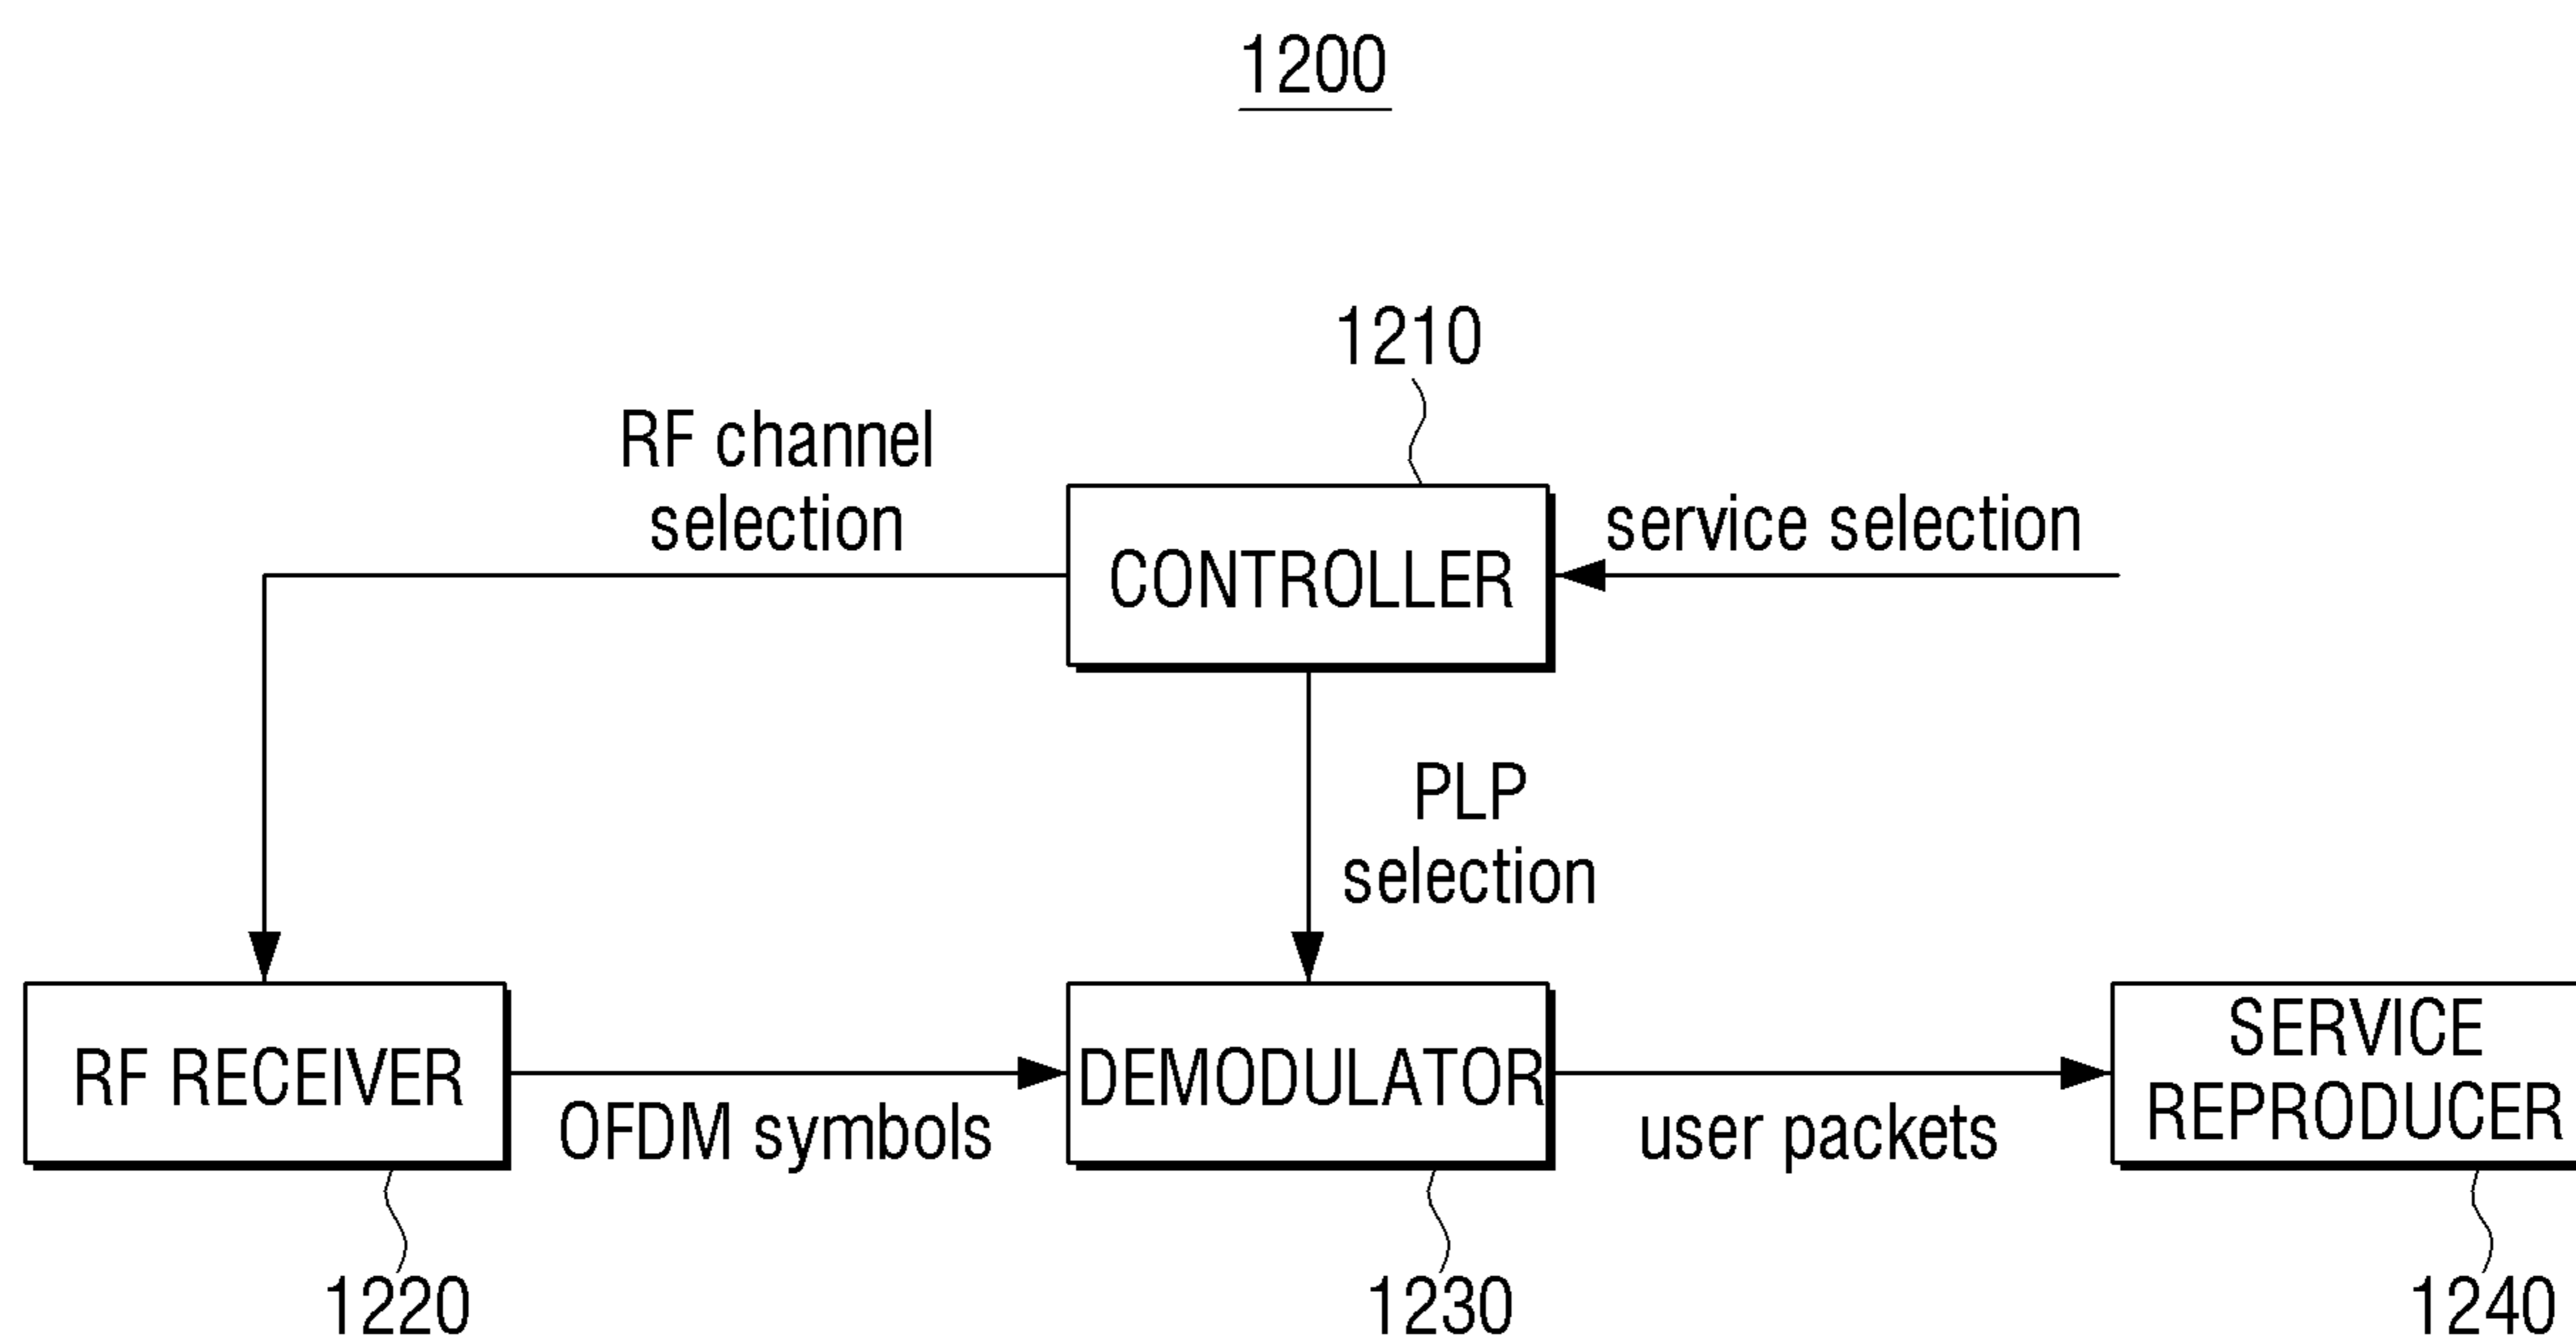 1200
1210
RF channel
selection
CONTROLLER
service selection
PLP
selection
RF RECEIVER
OFDM symbols
DEMODULATOR
user packets
SERVICE
REPRODUCER
1220
1230
1240